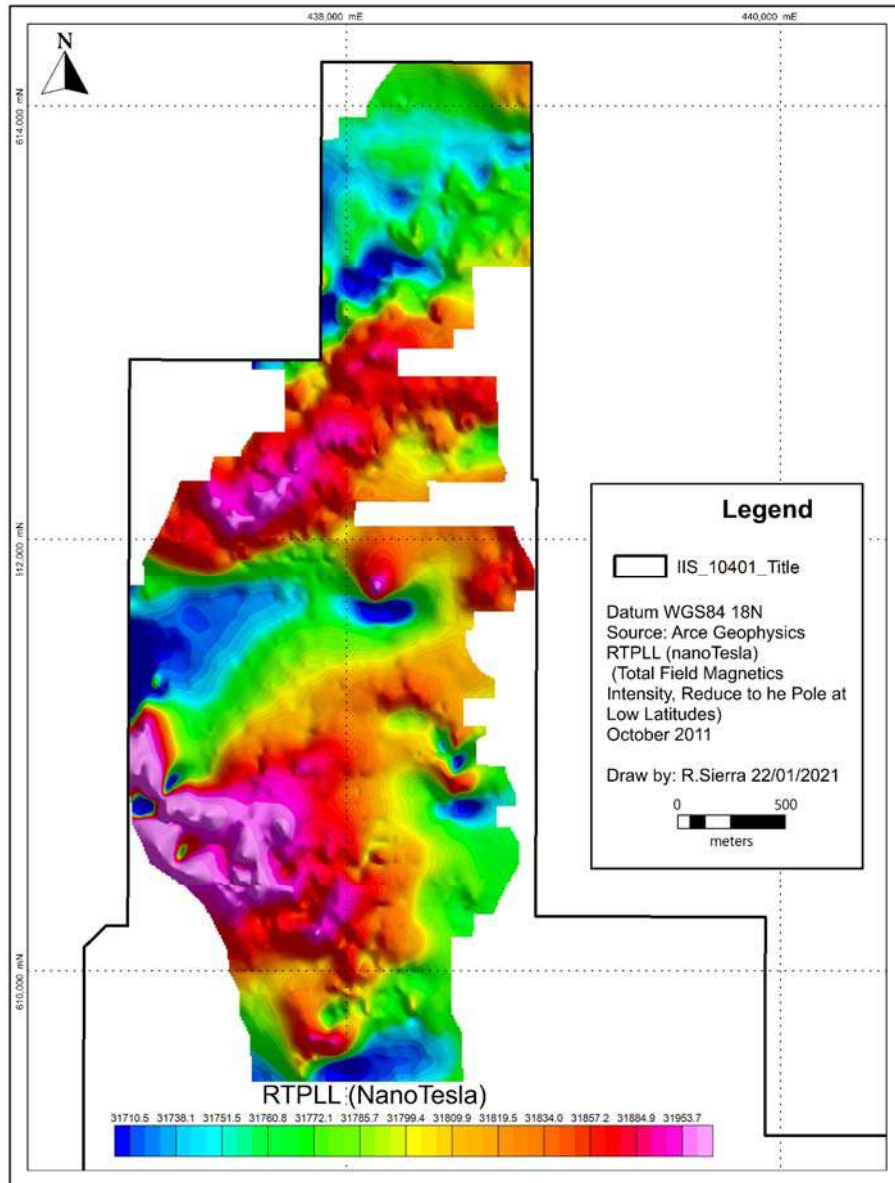 438,000 mE
440,000 mE
N
614,000 mN
612,000 mN
610,000 mN
Legend
IIS_10401_Title
Datum WGS84 18N
Source: Arce Geophysics
RTPLL (nanoTesla)
(Total Field Magnetics
Intensity, Reduce to he Pole at
Low Latitudes)
October 2011
Draw by: R.Sierra 22/01/2021
0 500
meters
RTPLL (NanoTesla)
31710.5 31738.1 31751.5 31760.8 31772.1 31785.7 31799.4 31809.9 31819.5 31834.0 31857.2 31884.9 31953.7